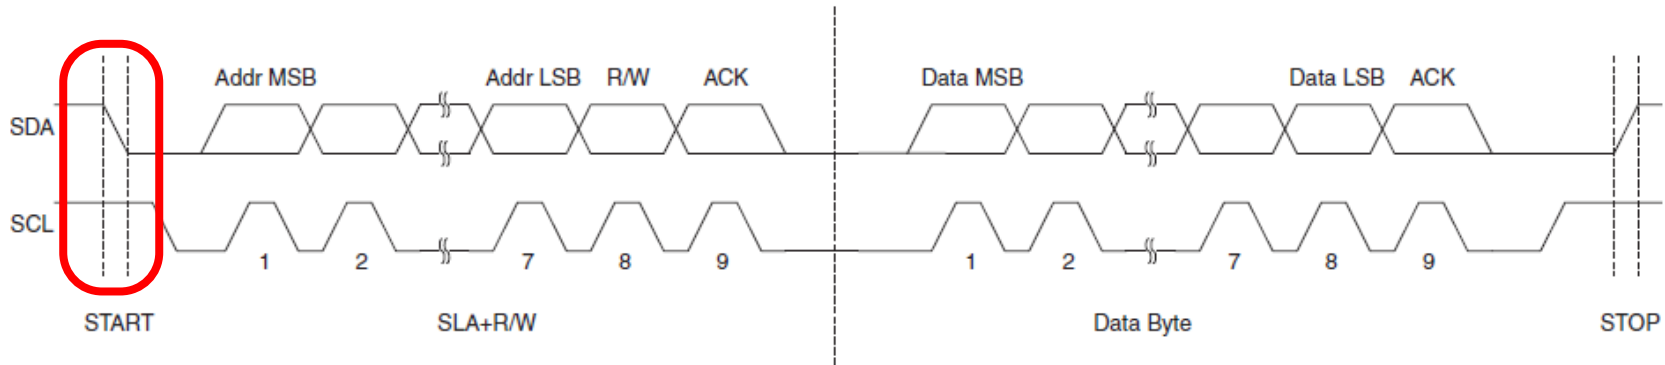 Addr MSB Addr LSB R/W ACK Data MSB Data LSB ACK
SDA
SCL
1 2 7 8 9 1 2 7 8 9
START SLA+R/W Data Byte STOP